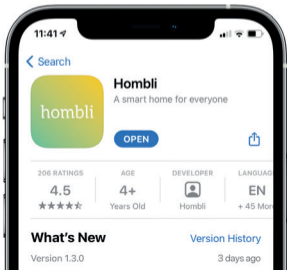 11:41
Search
Hombli
A smart home for everyone
hombli
OPEN
206 RATINGS
AGE
DEVELOPER
LANGUAG
4.5
4+
EN
Years Old
Hombli
+ 45 Mor
What's New
Version History
Version 1.3.0
3 days ago